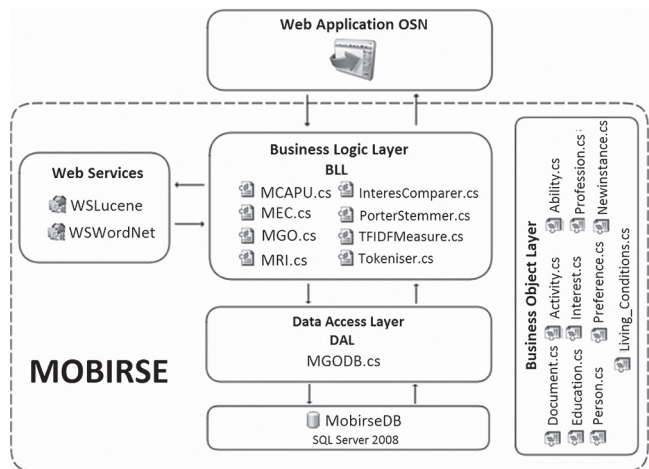 Web Application OSN
Business Logic Layer
BLL
MCAPU.cs
MEC.cs
MGO.cs
MRI.cs
InteresComparer.cs
PorterStemmer.cs
TFIDFMeasure.cs
Tokeniser.cs
Web Services
WSLucene
WSWordNet
Data Access Layer
DAL
MGODB.cs
MobirseDB
SQL Server 2008
MOBIRSE
Business Object Layer
Document.cs
Activity.cs
Ability.cs
Education.cs
Interest.cs
Profession.cs
Person.cs
Preference.cs
Newinstance.cs
Living_Conditions.cs